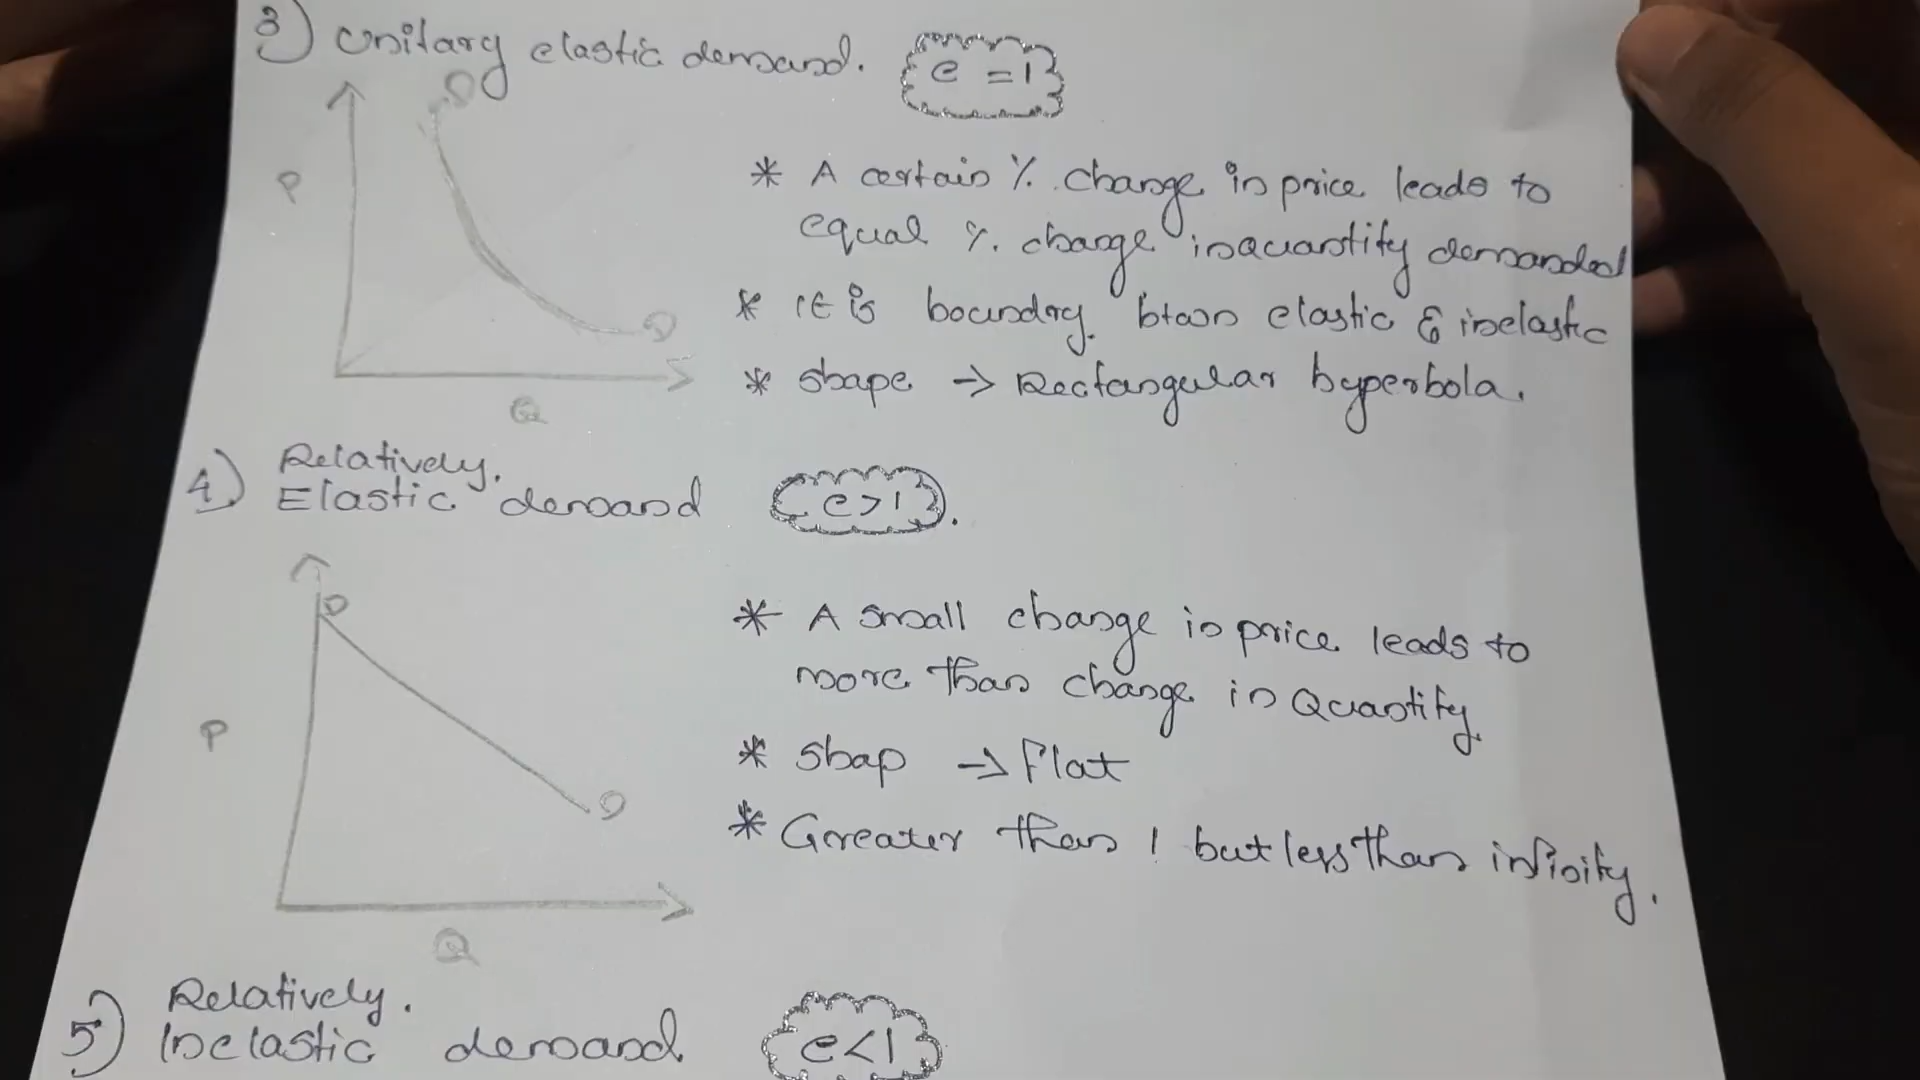 3) Unitary elastic demand. e = 1
D
P
D
Q
* A certain % change in price leads to
equal % change in quantity demanded
* It is boundry btwn elastic & inelastic
* shape → Rectangular hyperbola.
4) Relatively.
Elastic demand e > 1.
D
P
D
Q
* A small change in price leads to
more than change in Quantity.
* shap → Flat
* Greater than 1 but less than infinity.
5) Relatively.
Inelastic demand e < 1